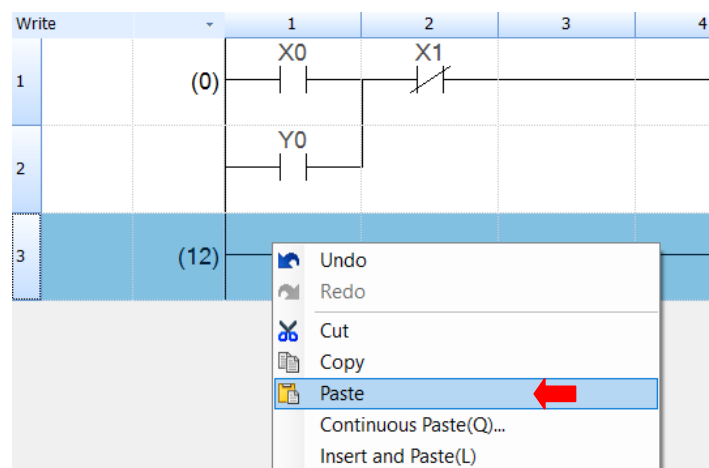 Write 1 2 3 4
X0 X1
1 (0)
Y0
2
3 (12)
Undo
Redo
Cut
Copy
Paste
Continuous Paste(Q)...
Insert and Paste(L)